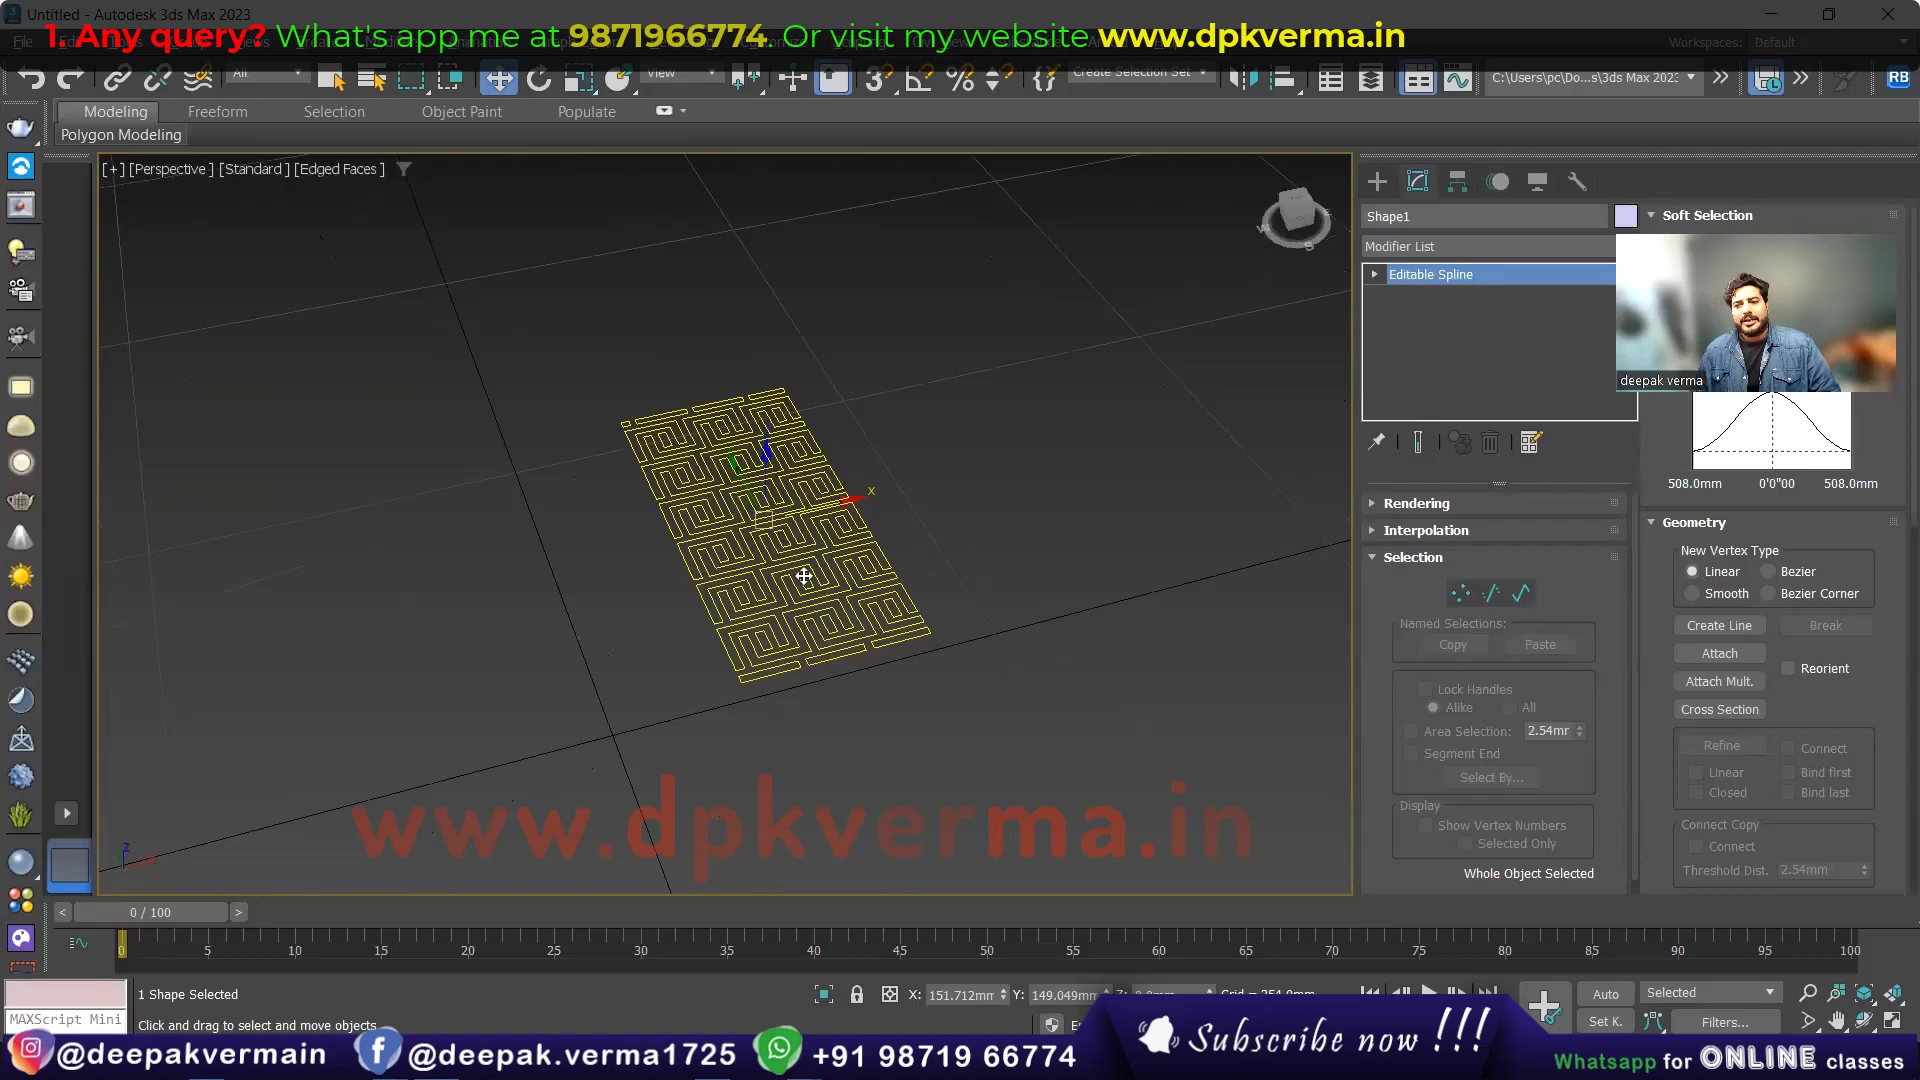 Untitled - Autodesk 3ds Max 2023
1. Any query? What's app me at 9871966774. Or visit my website www.dpkverma.in
File
Workspaces: Default
All
View
Create Selection Set
C:\Users\pc\Do...s\3ds Max 2023
RB
Modeling
Freeform
Selection
Object Paint
Populate
Polygon Modeling
[+] [Perspective ] [Standard ] [Edged Faces ]
Shape1
Modifier List
Editable Spline
Soft Selection
deepak verma
508.0mm 0'0"00 508.0mm
x
Rendering
Interpolation
Selection
Named Selections:
Copy
Paste
Lock Handles
Alike
All
Area Selection: 2.54mr
Segment End
Select By...
Display
Show Vertex Numbers
Selected Only
Whole Object Selected
Geometry
New Vertex Type
Linear
Bezier
Smooth
Bezier Corner
Create Line
Break
Attach
Reorient
Attach Mult.
Cross Section
Refine
Connect
Linear
Bind first
Closed
Bind last
Connect Copy
Connect
Threshold Dist. 2.54mm
www.dpkverma.in
z
< 0 / 100 >
0 5 10 15 20 25 30 35 40 45 50 55 60 65 70 75 80 85 90 95 100
1 Shape Selected
X: 151.712mm Y: 149.049mm
Auto
Selected
MAXScript Mini
Click and drag to select and move objects
Set K.
Filters...
@deepakvermain
@deepak.verma1725
+91 98719 66774
Subscribe now !!!
Whatsapp for ONLINE classes